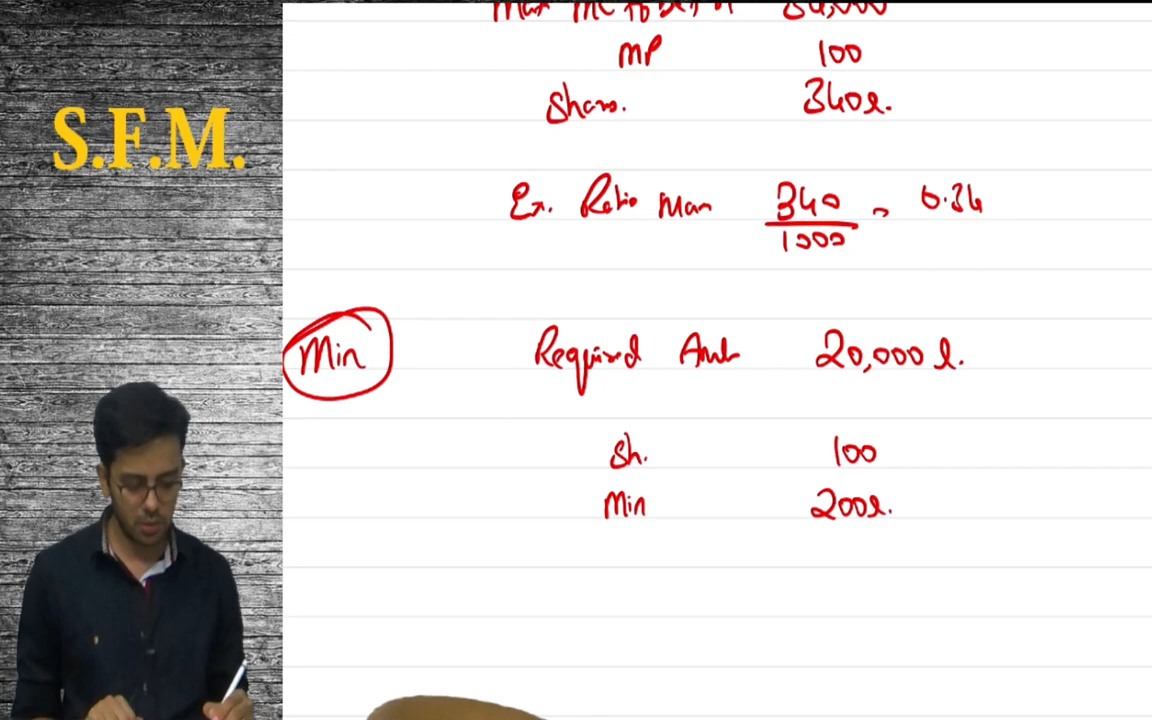 S.F.M.
MP 100
Share. 340l.
Ex. Ratio Max 340 = 0.34
1000
Min
Required Amt 20,000 l.
Sh. 100
Min 200l.